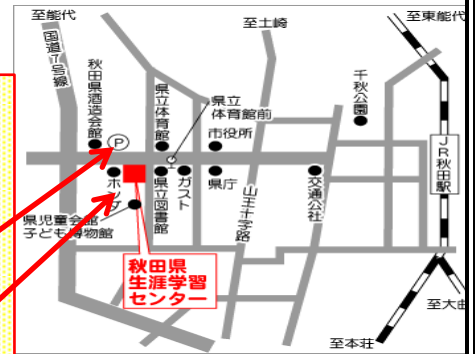 至能代
至土崎
至東能代
国道7号線
秋田県酒造会館
P
県立体育館
県立
体育館前
市役所
千秋公園
JR秋田駅
ホンダ
県立図書館
ガスト
県庁
山王十字路
交通公社
県児童会館
子ども博物館
秋田県
生涯学習
センター
至本荘
至大曲